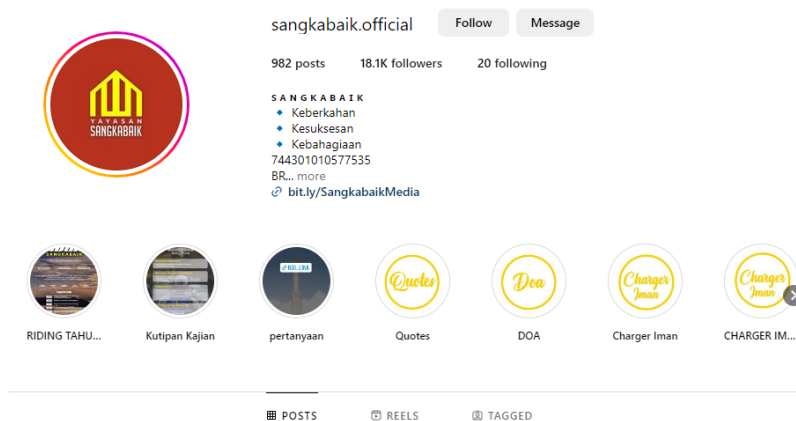 sangkabaik.official Follow Message
982 posts 18.1K followers 20 following
SANGKABAIK
Keberkahan
Kesuksesan
Kebahagiaan
744301010577535
BR... more
bit.ly/SangkabaikMedia
YAYASAN
SANGKABAIK
SANGKABAIK
Quotes
Doa
Charger
Iman
Charger
Iman
RIDING TAHU... Kutipan Kajian pertanyaan Quotes DOA Charger Iman CHARGER IM...
POSTS REELS TAGGED